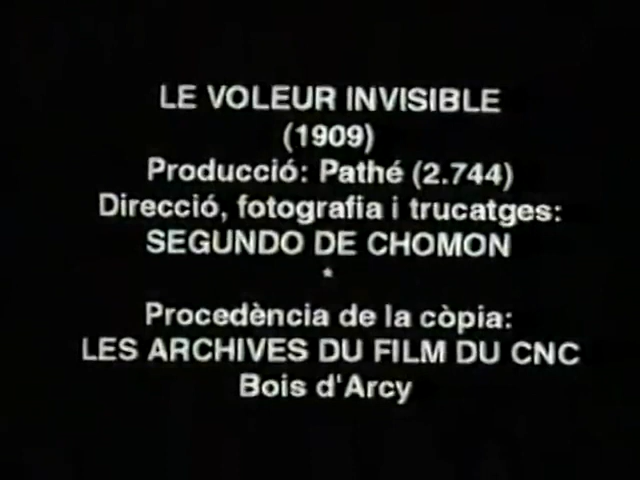 LE VOLEUR INVISIBLE
(1909)
Producció: Pathé (2.744)
Direcció, fotografia i trucatges:
SEGUNDO DE CHOMON
*
Procedència de la còpia:
LES ARCHIVES DU FILM DU CNC
Bois d'Arcy